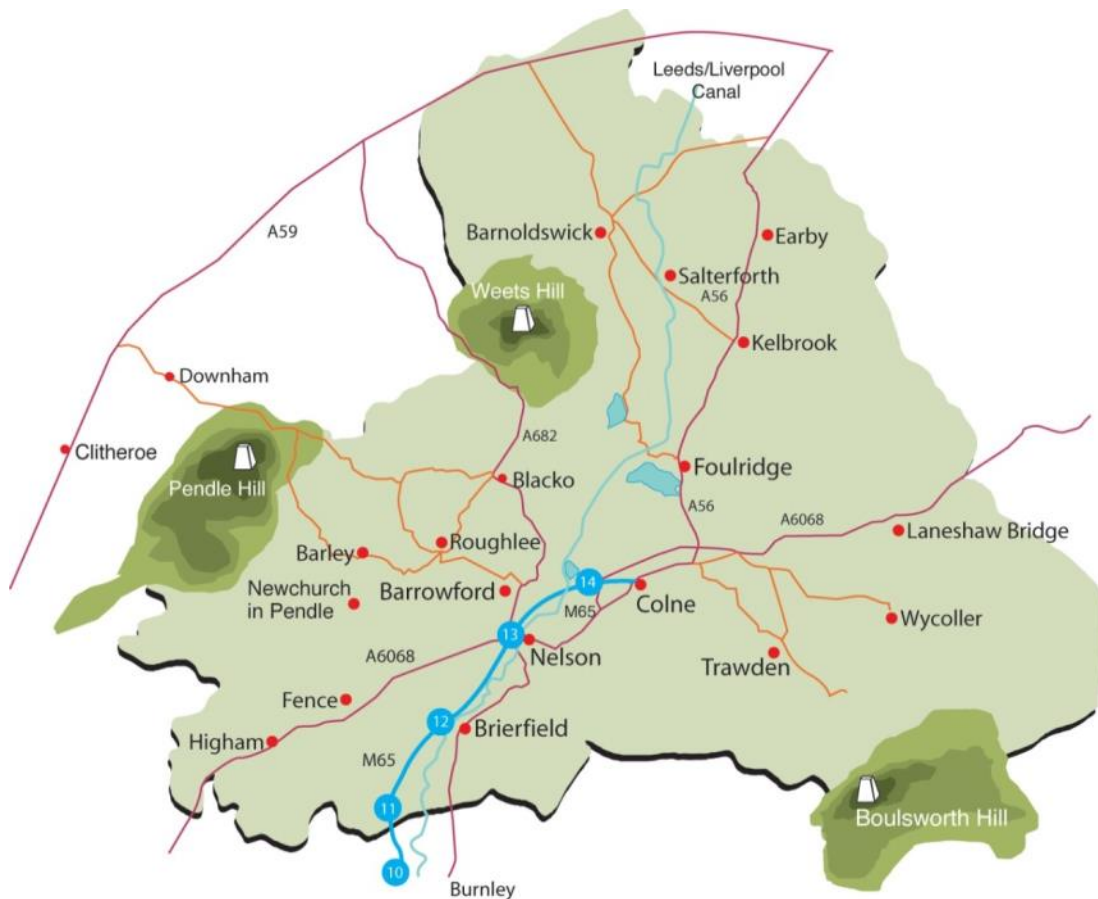 Leeds/Liverpool
Canal
A59
Barnoldswick
Earby
Salterforth
A56
Weets Hill
Kelbrook
Downham
A682
Clitheroe
Pendle Hill
Blacko
Foulridge
A56
A6068
Laneshaw Bridge
Barley
Roughlee
Newchurch
in Pendle
Barrowford
14
M65
Colne
Wycoller
13
Nelson
Trawden
A6068
Fence
Higham
12
Brierfield
M65
11
Boulsworth Hill
10
Burnley